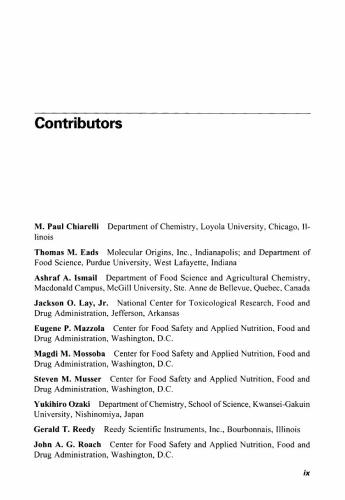 Contributors
M. Paul Chiarelli Department of Chemistry, Loyola University, Chicago, Il-
linois
Thomas M. Eads Molecular Origins, Inc., Indianapolis; and Department of
Food Science, Purdue University, West Lafayette, Indiana
Ashraf A. Ismail Department of Food Science and Agricultural Chemistry,
Macdonald Campus, McGill University, Ste. Anne de Bellevue, Quebec, Canada
Jackson O. Lay, Jr. National Center for Toxicological Research, Food and
Drug Administration, Jefferson, Arkansas
Eugene P. Mazzola Center for Food Safety and Applied Nutrition, Food and
Drug Administration, Washington, D.C.
Magdi M. Mossoba Center for Food Safety and Applied Nutrition, Food and
Drug Administration, Washington, D.C.
Steven M. Musser Center for Food Safety and Applied Nutrition, Food and
Drug Administration, Washington, D.C.
Yukihiro Ozaki Department of Chemistry, School of Science, Kwansei-Gakuin
University, Nishinomiya, Japan
Gerald T. Reedy Reedy Scientific Instruments, Inc., Bourbonnais, Illinois
John A. G. Roach Center for Food Safety and Applied Nutrition, Food and
Drug Administration, Washington, D.C.
ix